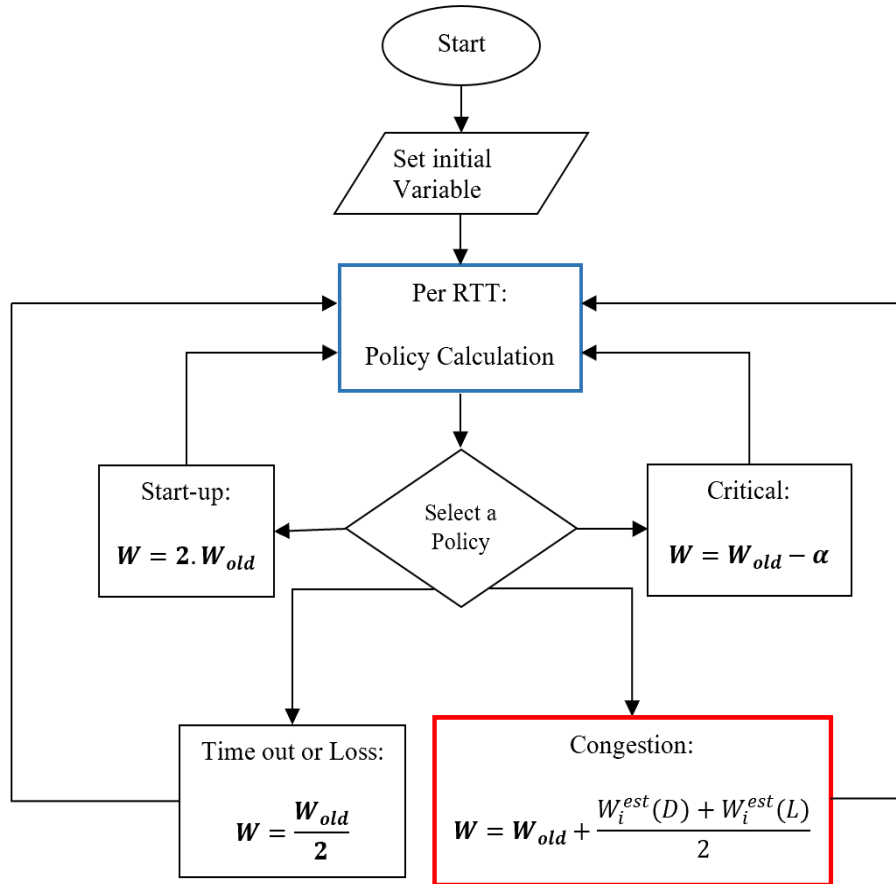 Start
Set initial
Variable
Per RTT:
Policy Calculation
Start-up:
W = 2. W_old
Select a
Policy
Critical:
W = W_old − α
Time out or Loss:
W = W_old / 2
Congestion:
W = W_old + (W_i^est(D) + W_i^est(L)) / 2